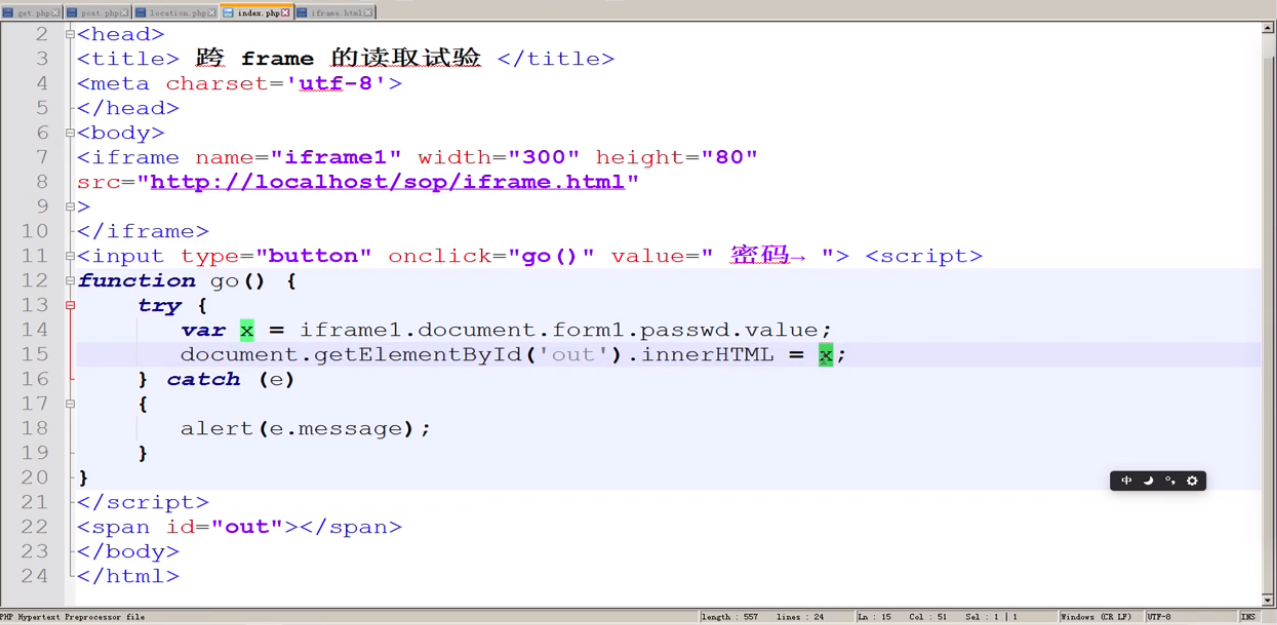 get.php post.php location.php index.php iframe.html
2 <head>
3 <title> 跨 frame 的读取试验 </title>
4 <meta charset='utf-8'>
5 </head>
6 <body>
7 <iframe name="iframe1" width="300" height="80"
8 src="http://localhost/sop/iframe.html"
9 >
10 </iframe>
11 <input type="button" onclick="go()" value=" 密码→ "> <script>
12 function go() {
13 try {
14 var x = iframe1.document.form1.passwd.value;
15 document.getElementById('out').innerHTML = x;
16 } catch (e)
17 {
18 alert(e.message);
19 }
20 }
21 </script>
22 <span id="out"></span>
23 </body>
24 </html>
中
PHP Hypertext Preprocessor file length : 557 lines : 24 Ln : 15 Col : 51 Sel : 1 | 1 Windows (CR LF) UTF-8 INS